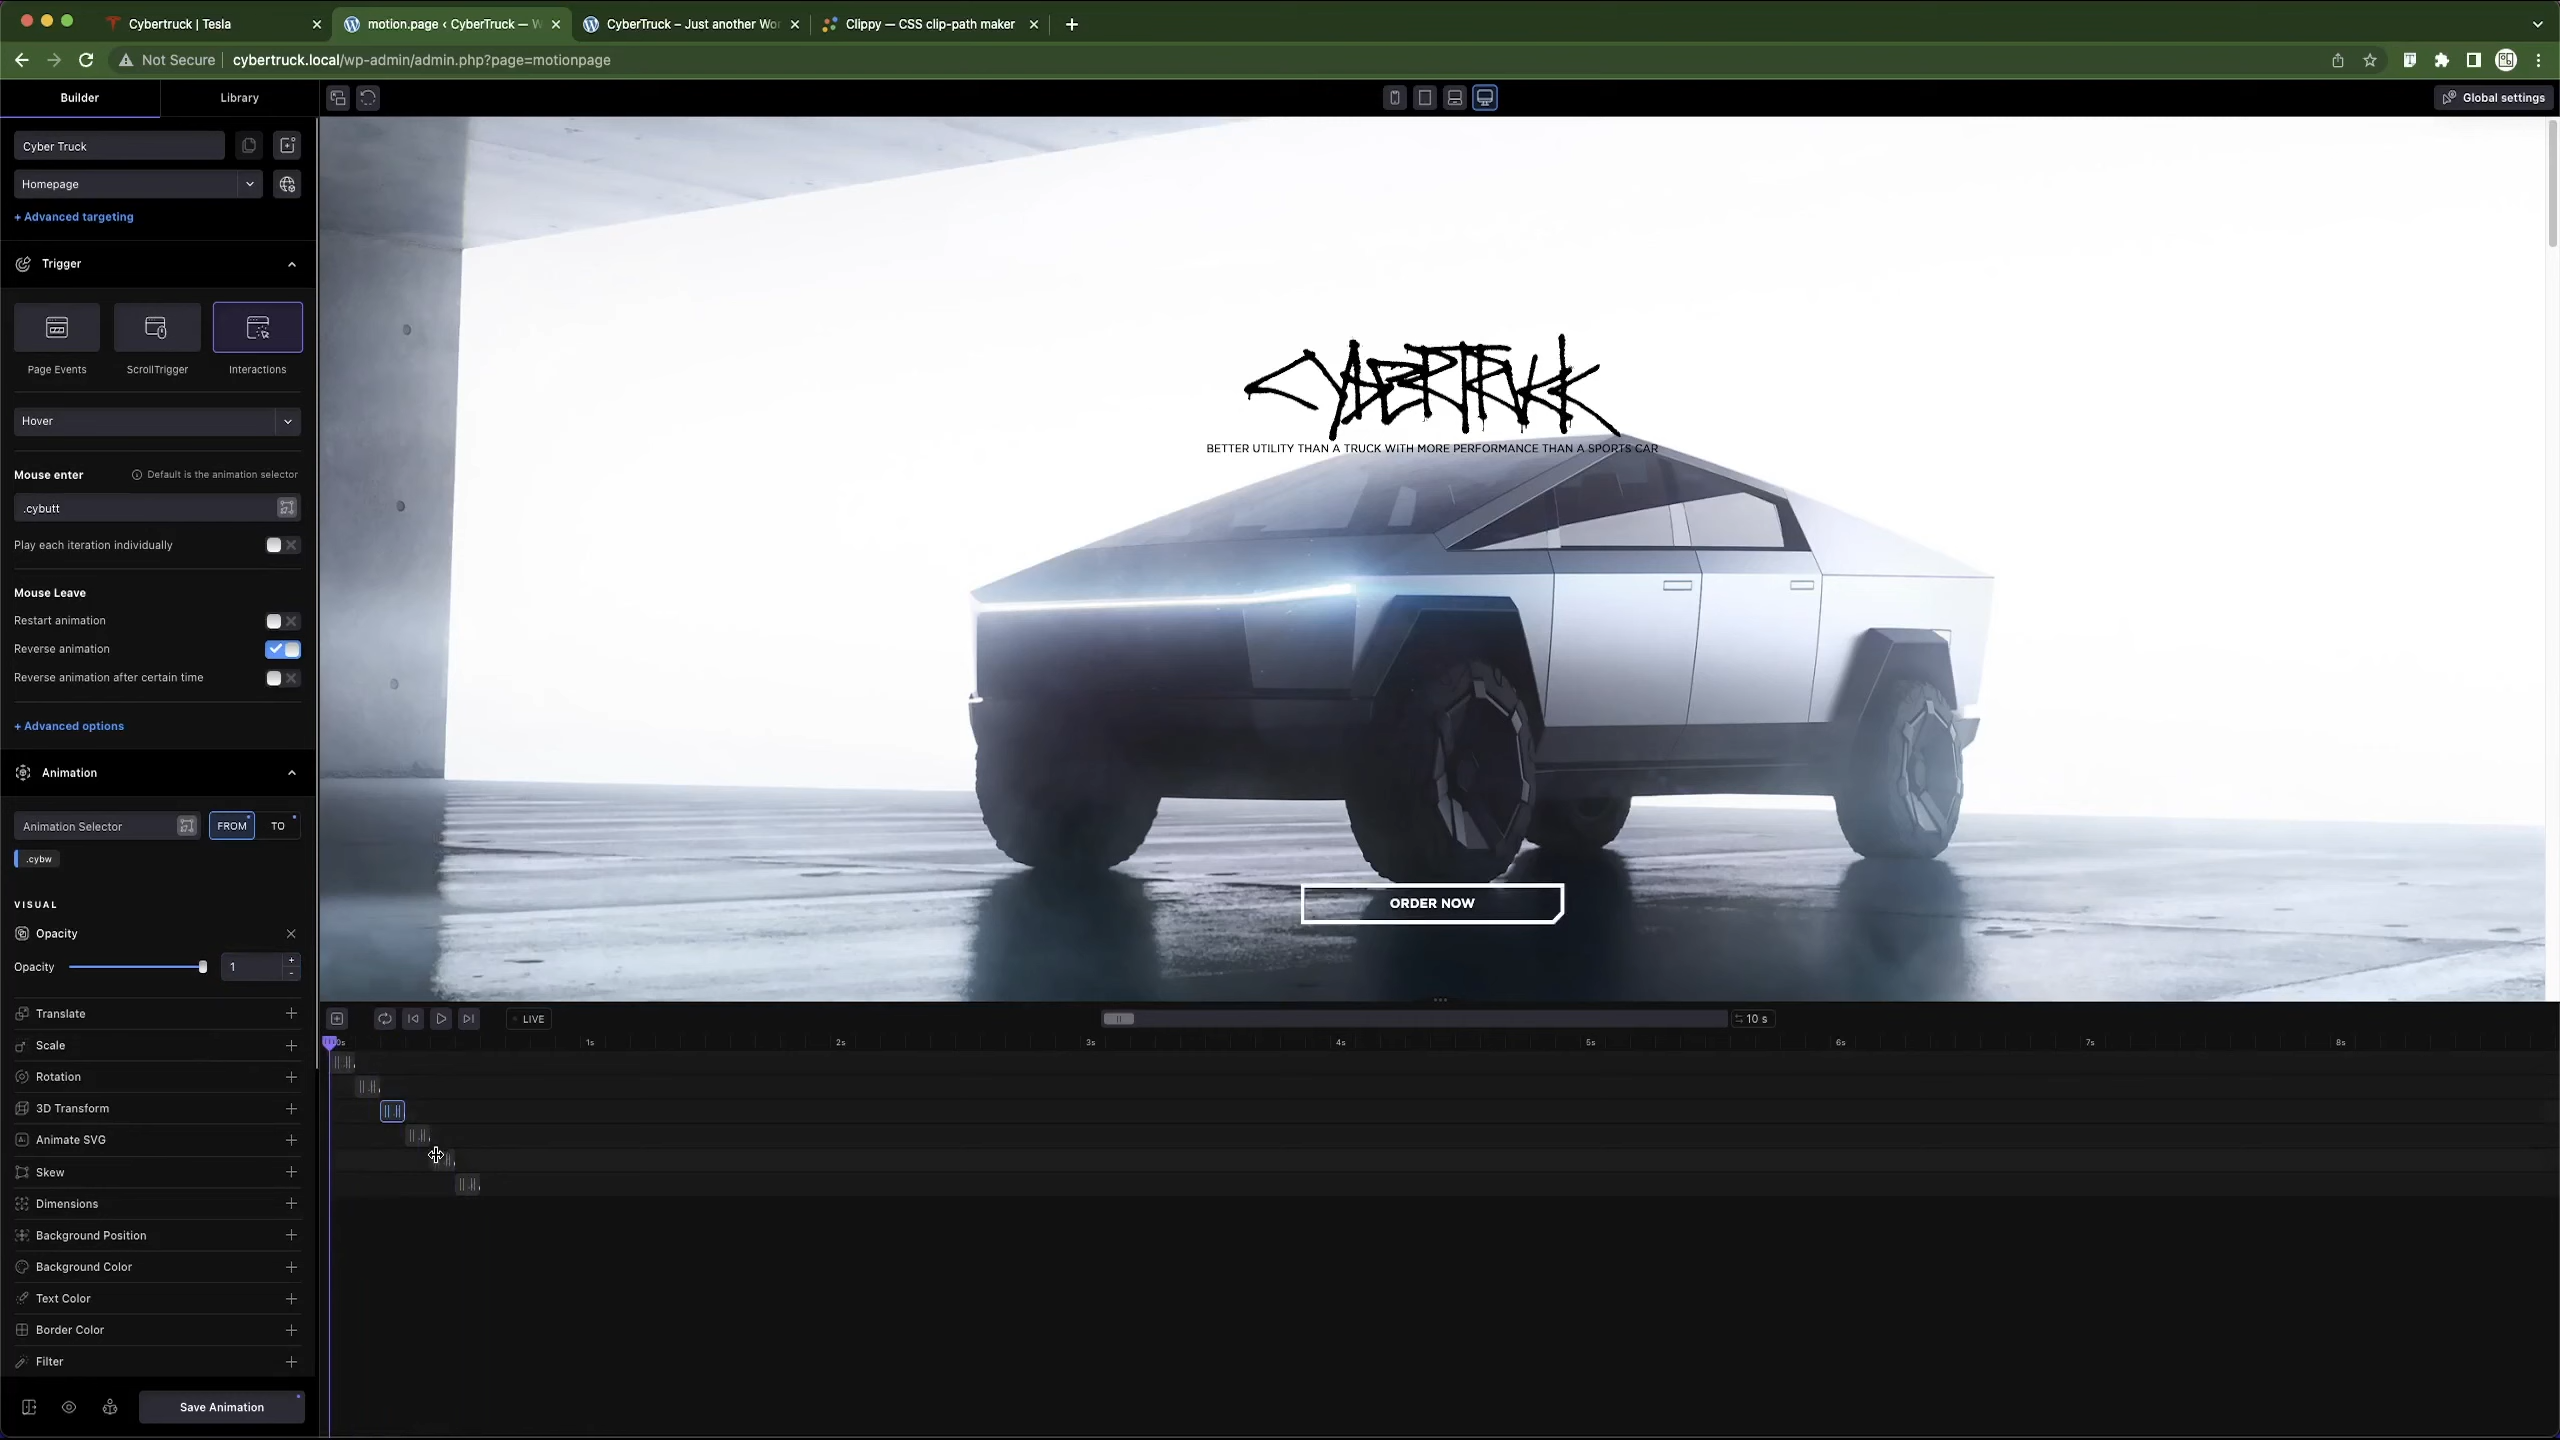 Cybertruck | Tesla
motion.page ‹ CyberTruck — W
CyberTruck – Just another Wor
Clippy — CSS clip-path maker
Not Secure
cybertruck.local/wp-admin/admin.php?page=motionpage
Builder
Library
Global settings
Cyber Truck
Homepage
+ Advanced targeting
Trigger
Page Events
ScrollTrigger
Interactions
Hover
Mouse enter
Default is the animation selector
.cybutt
Play each iteration individually
Mouse Leave
Restart animation
Reverse animation
Reverse animation after certain time
+ Advanced options
Animation
Animation Selector
FROM
TO
.cybw
VISUAL
Opacity
Opacity
1
Translate
Scale
Rotation
3D Transform
Animate SVG
Skew
Dimensions
Background Position
Background Color
Text Color
Border Color
Filter
Save Animation
CYBERTRUCK
BETTER UTILITY THAN A TRUCK WITH MORE PERFORMANCE THAN A SPORTS CAR
ORDER NOW
LIVE
10 s
0s
1s
2s
3s
4s
5s
6s
7s
8s